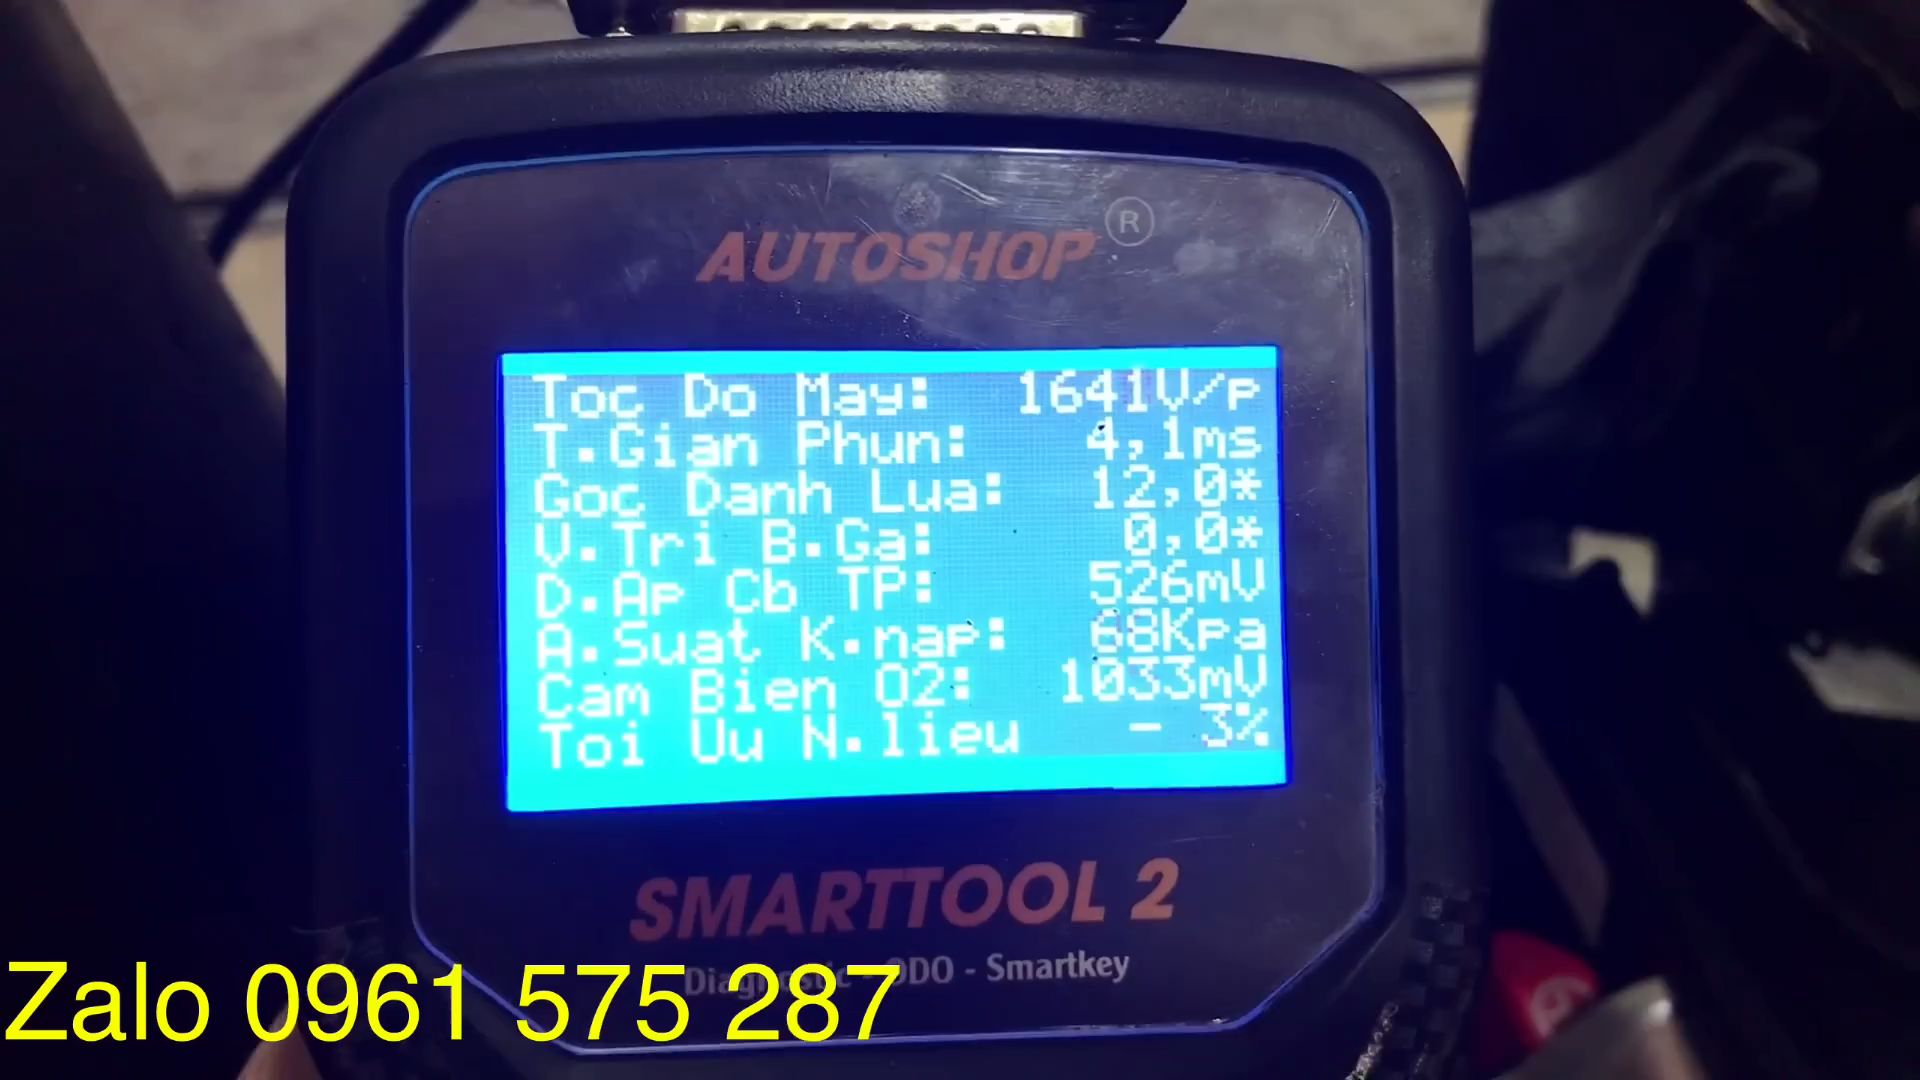 AUTOSHOP ®
Toc Do May: 1641V/p
T.Gian Phun: 4,1ms
Goc Danh Lua: 12,0*
V.Tri B.Ga: 0,0*
D.Ap Cb TP: 526mV
A.Suat K.nap: 68Kpa
Cam Bien O2: 1033mV
Toi Uu N.lieu - 3%
SMARTTOOL 2
Diagnostic - ODO - Smartkey
Zalo 0961 575 287